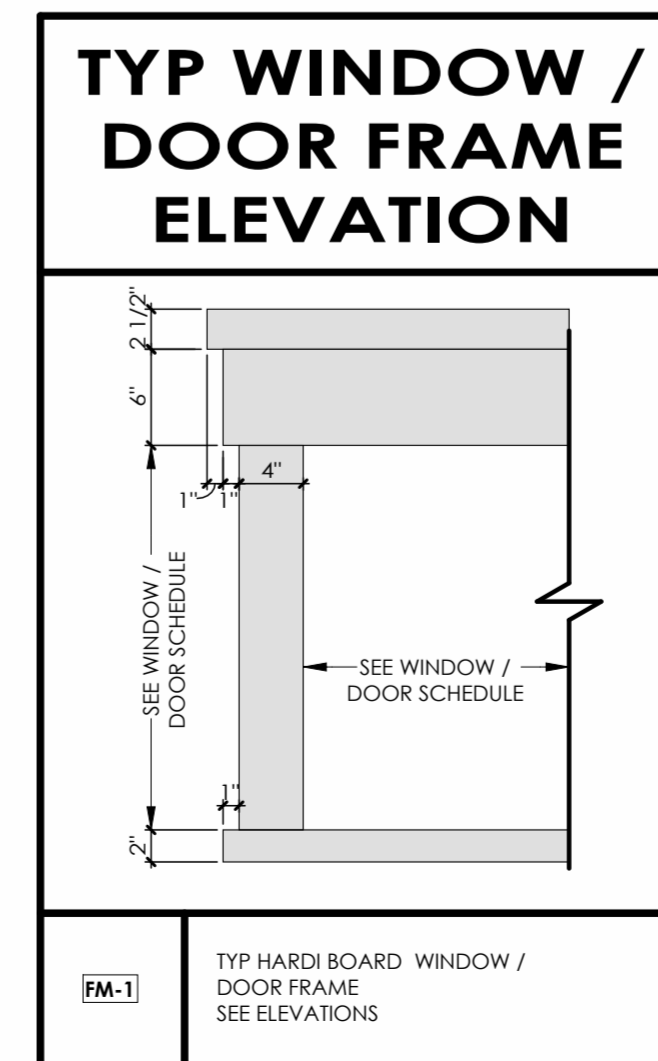 TYP WINDOW /
DOOR FRAME
ELEVATION
2 1/2"
6"
4"
1"
1"
SEE WINDOW /
DOOR SCHEDULE
SEE WINDOW /
DOOR SCHEDULE
1"
2"
FM-1
TYP HARDI BOARD WINDOW /
DOOR FRAME
SEE ELEVATIONS